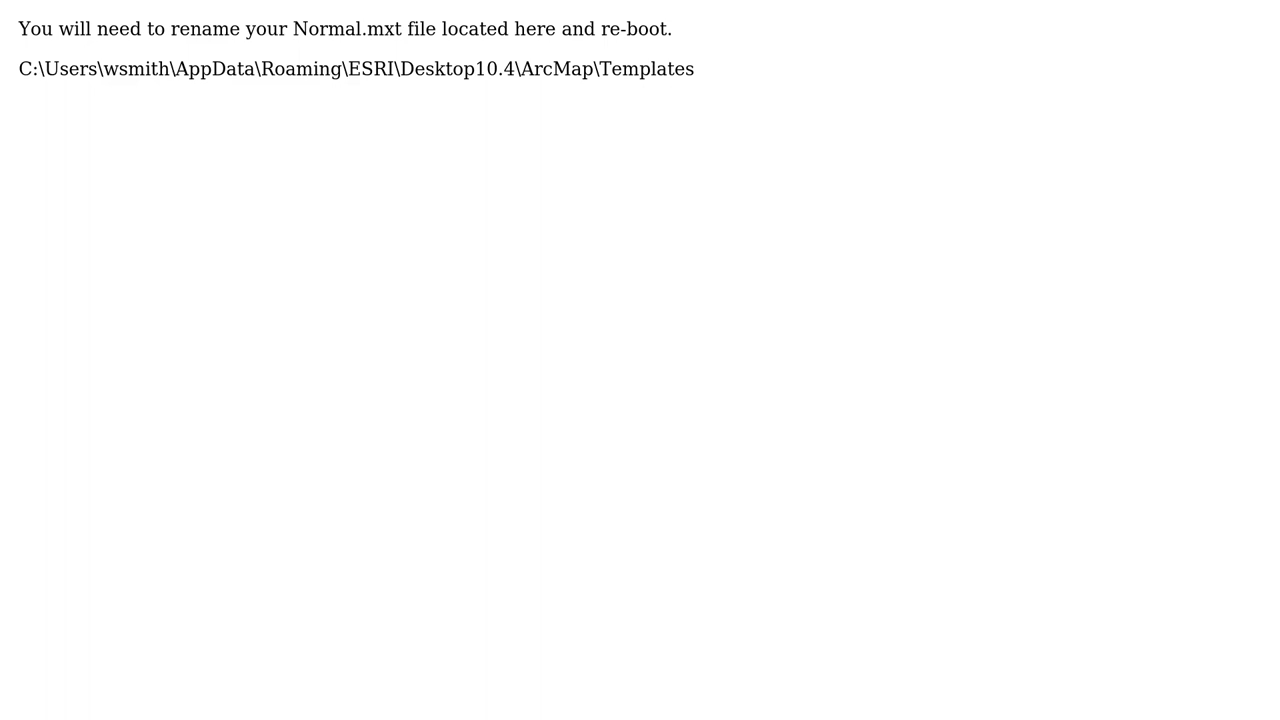 You will need to rename your Normal.mxt file located here and re-boot.
C:\Users\wsmith\AppData\Roaming\ESRI\Desktop10.4\ArcMap\Templates